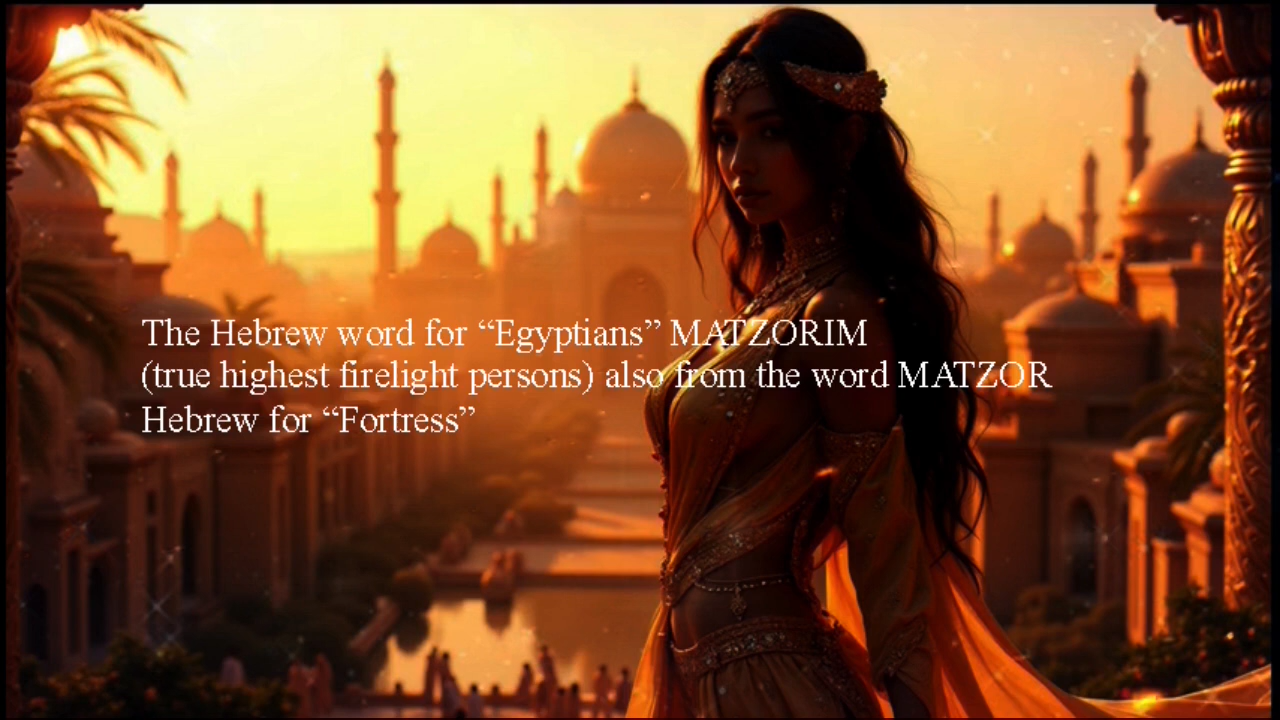 The Hebrew word for “Egyptians” MATZORIM
(true highest firelight persons) also from the word MATZOR
Hebrew for “Fortress”